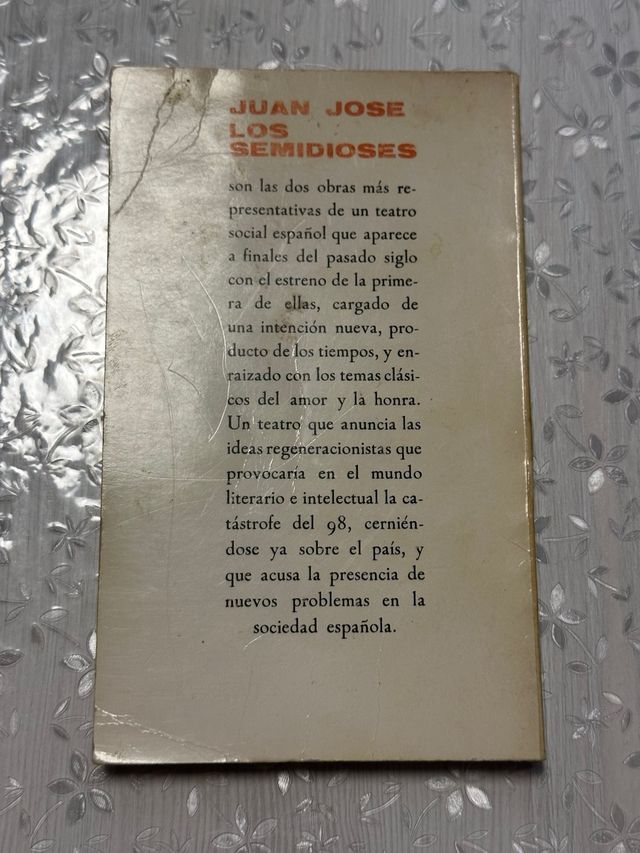 JUAN JOSE
LOS
SEMIDIOSES
son las dos obras más re-
presentativas de un teatro
social español que aparece
a finales del pasado siglo
con el estreno de la prime-
ra de ellas, cargado de
una intención nueva, pro-
ducto de los tiempos, y en-
raizado con los temas clási-
cos del amor y la honra.
Un teatro que anuncia las
ideas regeneracionistas que
provocaría en el mundo
literario e intelectual la ca-
tástrofe del 98, cernién-
dose ya sobre el país, y
que acusa la presencia de
nuevos problemas en la
sociedad española.